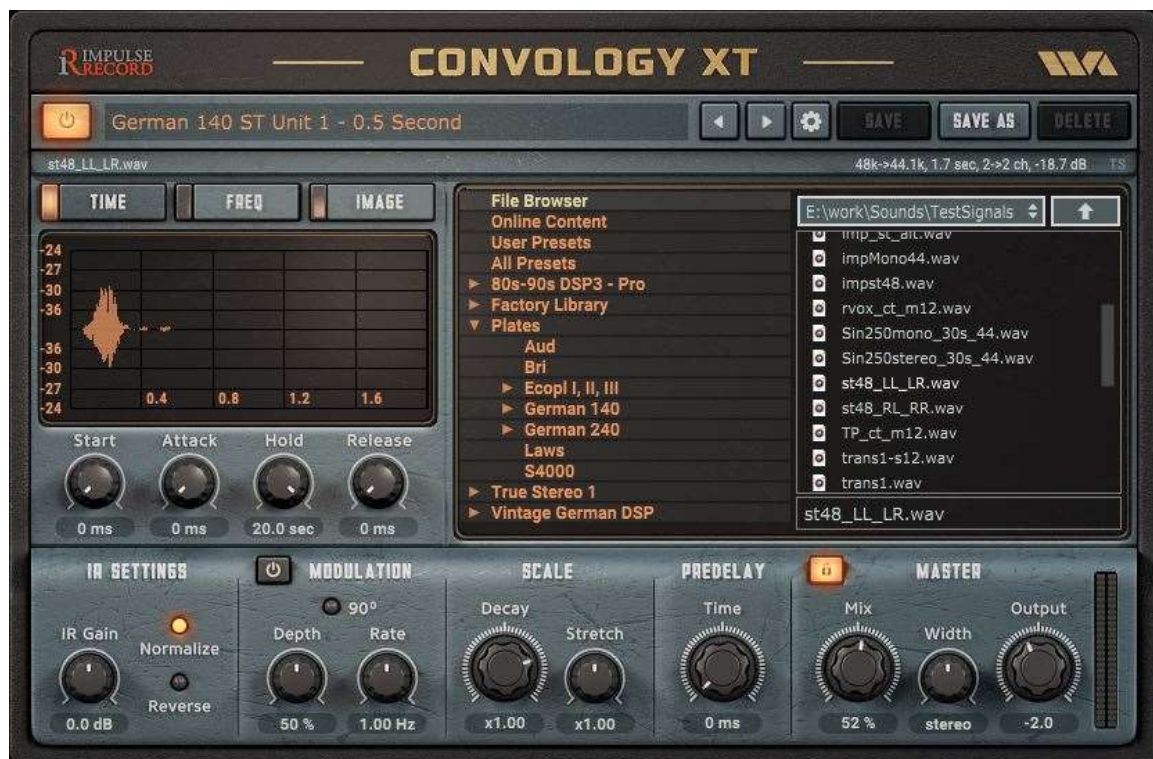 IMPULSE
RECORD
CONVOLOGY XT
German 140 ST Unit 1 - 0.5 Second
SAVE
SAVE AS
DELETE
st48_LL_LR.wav
48k->44.1k, 1.7 sec, 2->2 ch, -18.7 dB
TS
TIME
FREQ
IMAGE
-24
-27
-30
-36
-36
-30
-27
-24
0.4
0.8
1.2
1.6
Start
Attack
Hold
Release
0 ms
0 ms
20.0 sec
0 ms
File Browser
Online Content
User Presets
All Presets
80s-90s DSP3 - Pro
Factory Library
Plates
Aud
Bri
Ecopl I, II, III
German 140
German 240
Laws
S4000
True Stereo 1
Vintage German DSP
E:\work\Sounds\TestSignals
imp_st_alt.wav
impMono44.wav
impst48.wav
rvox_ct_m12.wav
Sin250mono_30s_44.wav
Sin250stereo_30s_44.wav
st48_LL_LR.wav
st48_RL_RR.wav
TP_ct_m12.wav
trans1-s12.wav
trans1.wav
st48_LL_LR.wav
IR SETTINGS
IR Gain
Normalize
Reverse
0.0 dB
MODULATION
90°
Depth
Rate
50 %
1.00 Hz
SCALE
Decay
Stretch
x1.00
x1.00
PREDELAY
Time
0 ms
MASTER
Mix
Width
Output
52 %
stereo
-2.0